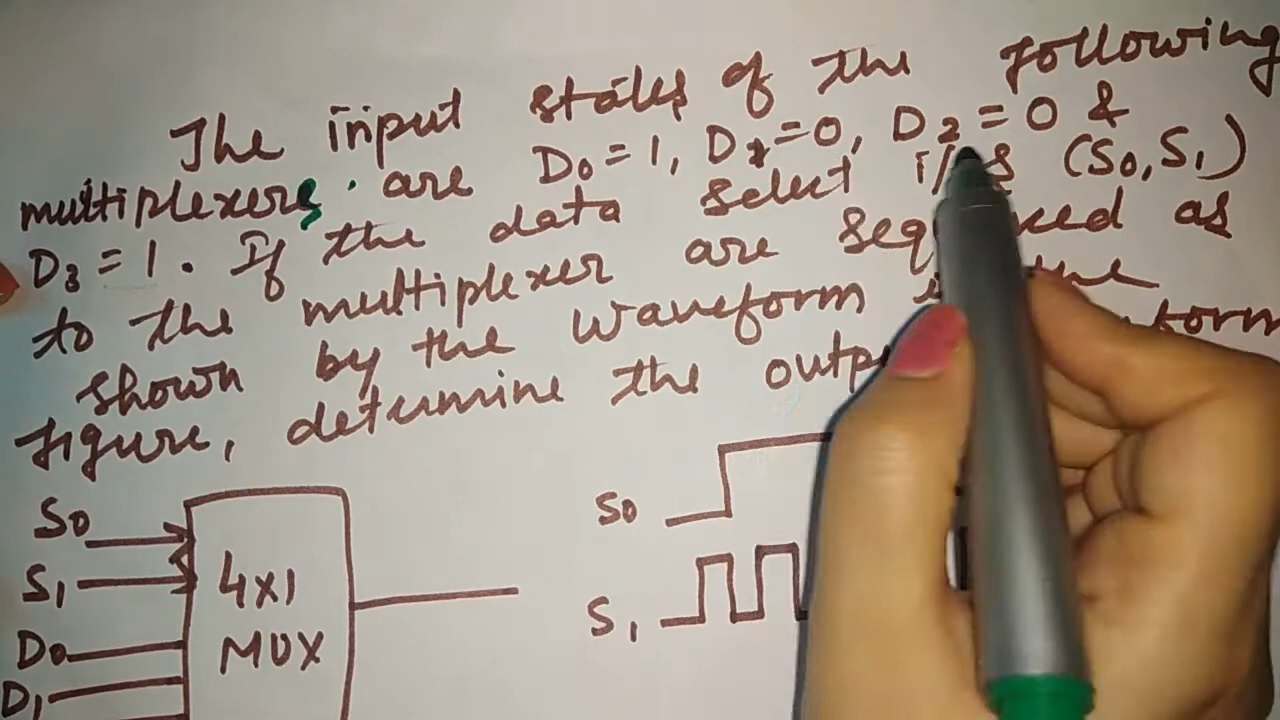 The input states of the following
multiplexers are D0 = 1, D1 = 0, D2 = 0 &
D3 = 1. If the data select i/ps (S0, S1)
to the multiplexer are as
shown by the waveform
figure, determine the
S0
S1
D0
D1
4x1
MUX
S0
S1